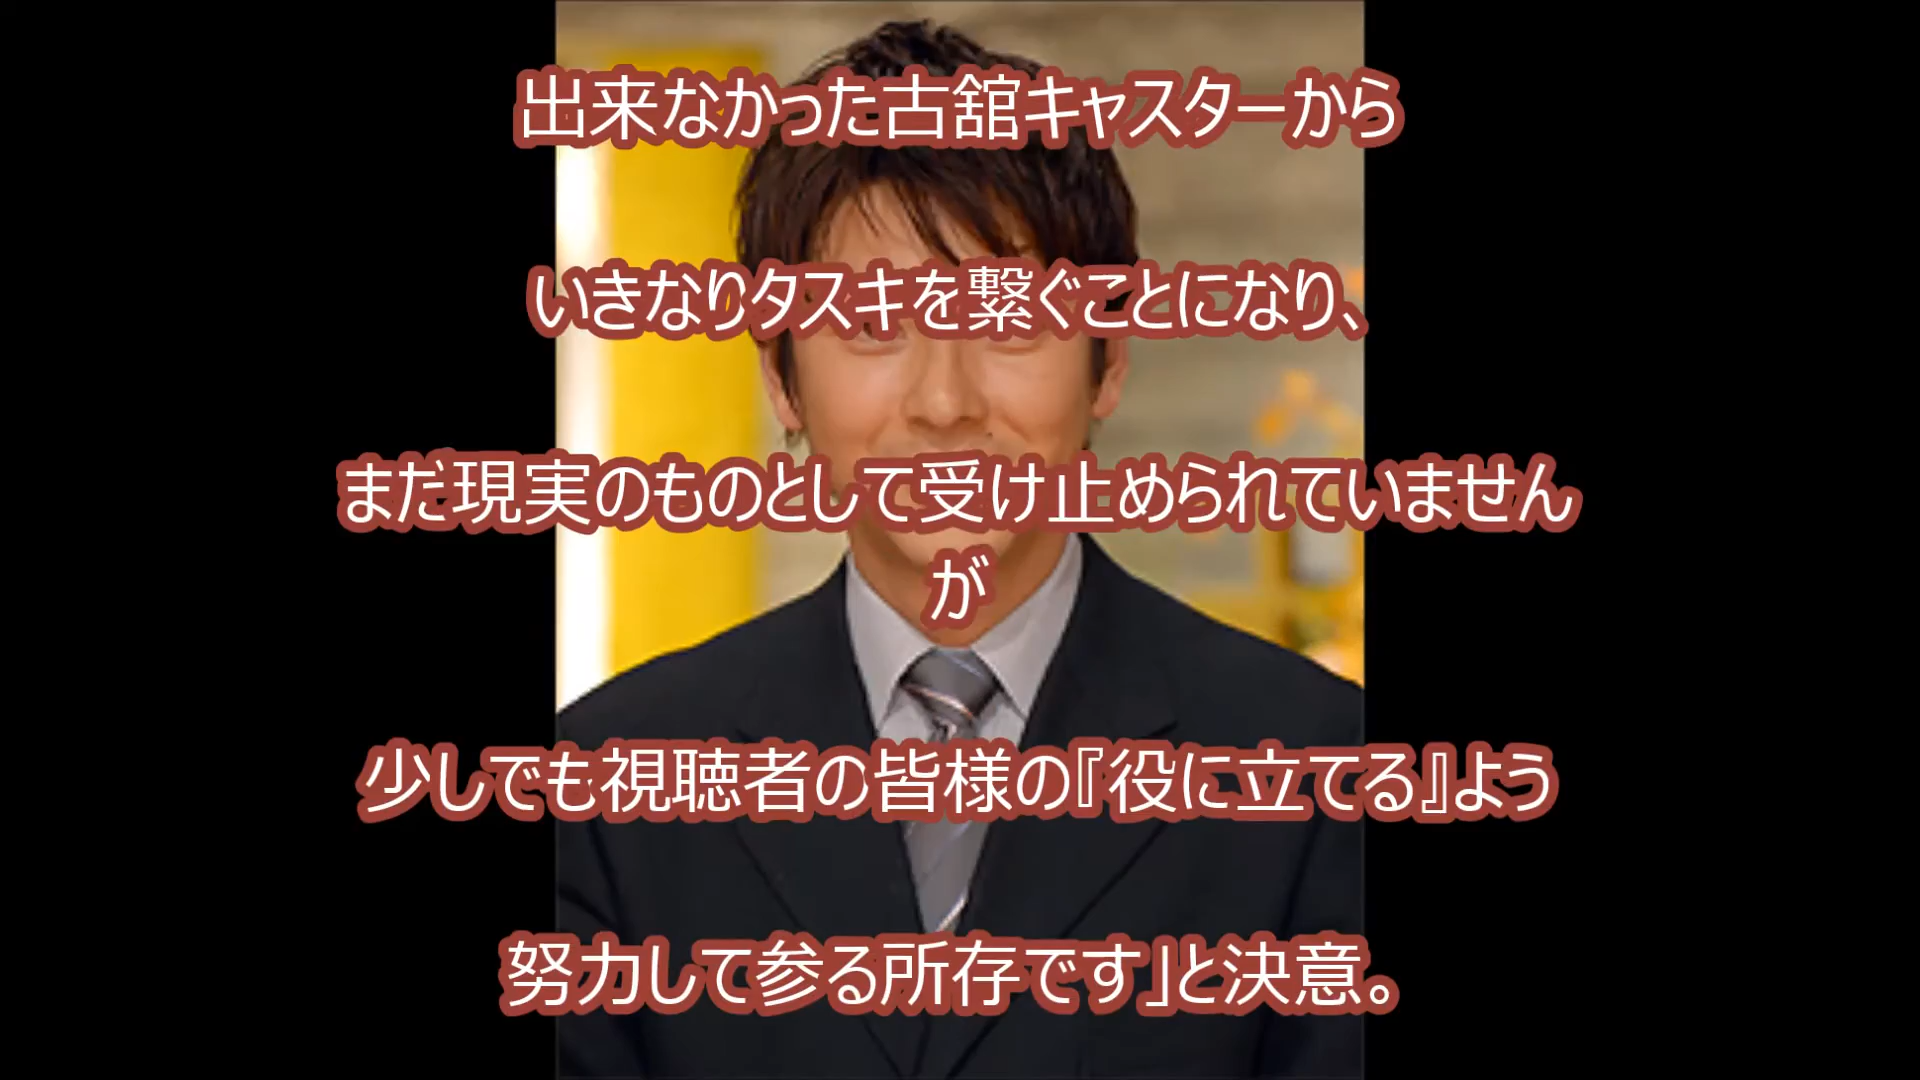 出来なかった古舘キャスターから
いきなりタスキを繋ぐことになり、
まだ現実のものとして受け止められていません
が
少しでも視聴者の皆様の『役に立てる』よう
努力して参る所存です」と決意。